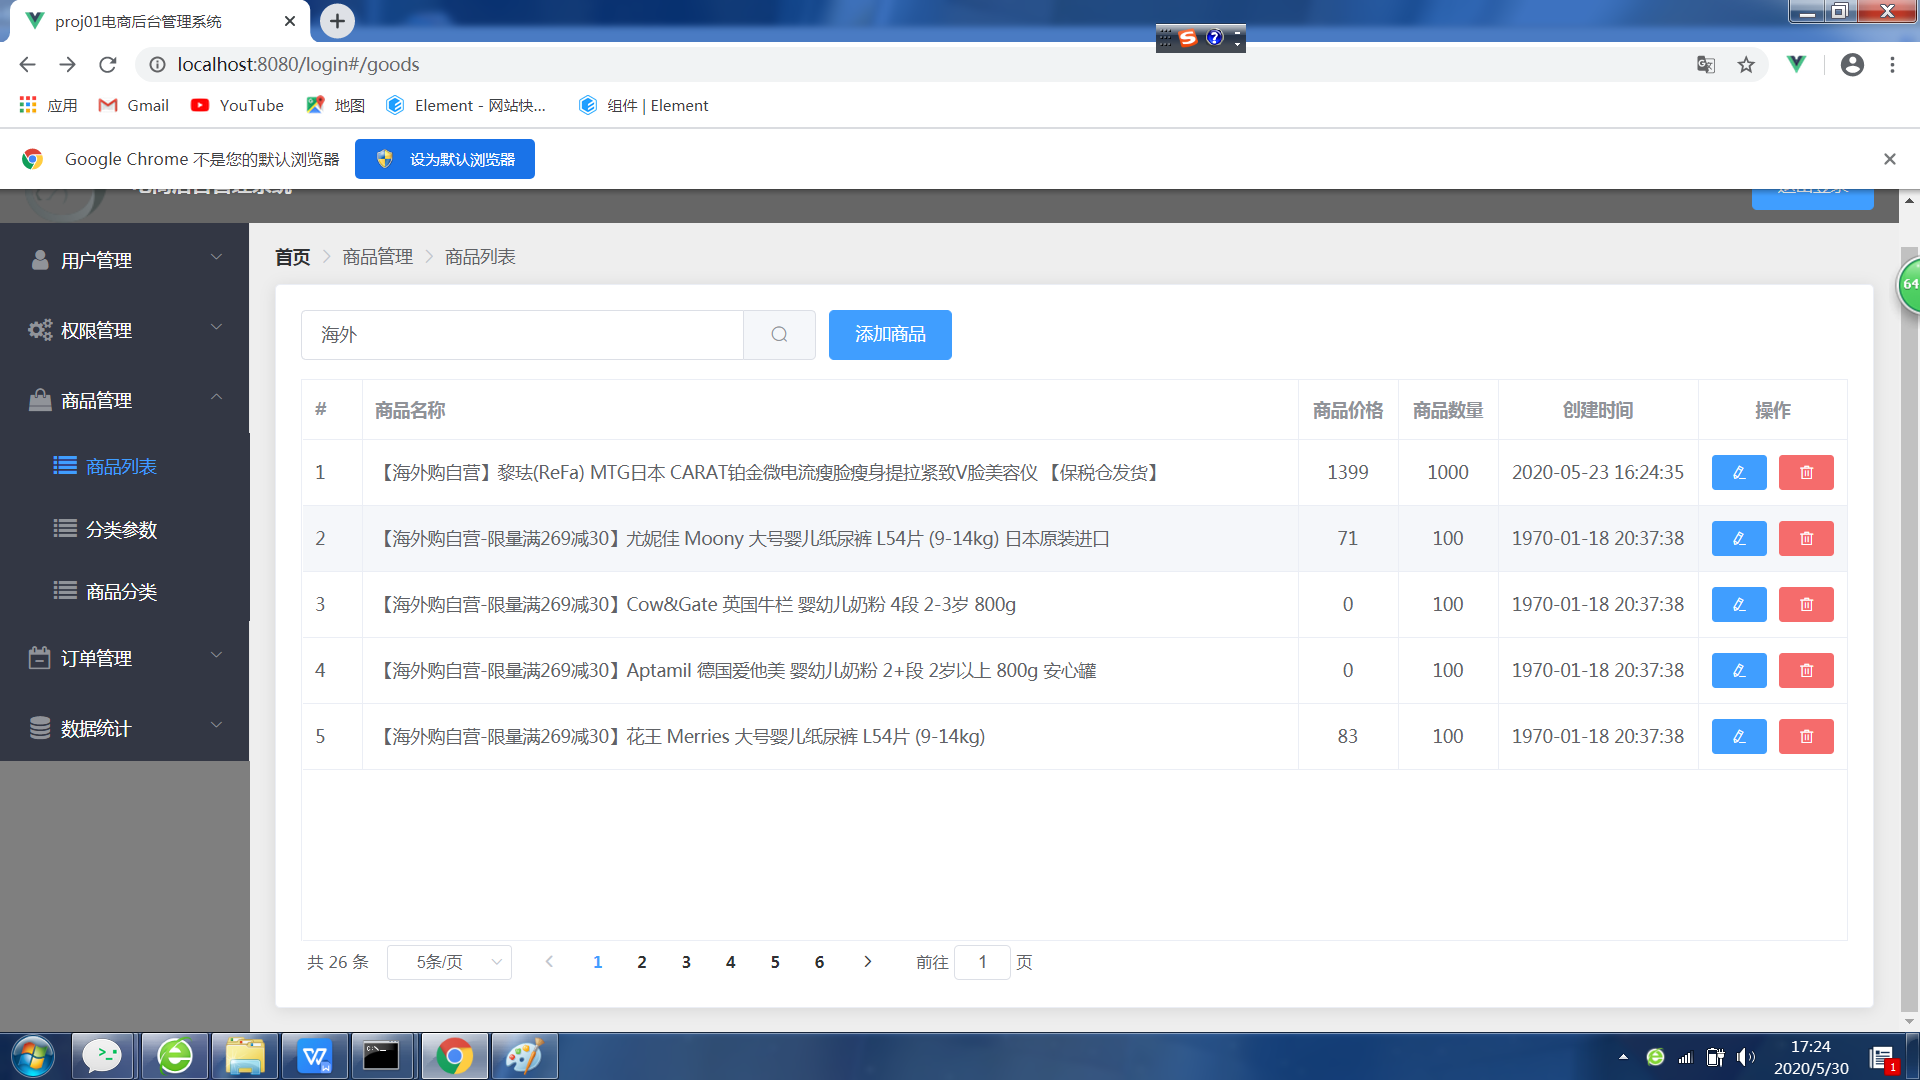 proj01电商后台管理系统
localhost:8080/login#/goods
应用 Gmail YouTube 地图 Element - 网站快... 组件 | Element
Google Chrome 不是您的默认浏览器 设为默认浏览器
电商后台管理系统 退出登录
用户管理
权限管理
商品管理
商品列表
分类参数
商品分类
订单管理
数据统计
首页 商品管理 商品列表
海外 添加商品
# 商品名称 商品价格 商品数量 创建时间 操作
1 【海外购自营】黎珐(ReFa) MTG日本 CARAT铂金微电流瘦脸瘦身提拉紧致V脸美容仪 【保税仓发货】 1399 1000 2020-05-23 16:24:35
2 【海外购自营-限量满269减30】尤妮佳 Moony 大号婴儿纸尿裤 L54片 (9-14kg) 日本原装进口 71 100 1970-01-18 20:37:38
3 【海外购自营-限量满269减30】Cow&Gate 英国牛栏 婴幼儿奶粉 4段 2-3岁 800g 0 100 1970-01-18 20:37:38
4 【海外购自营-限量满269减30】Aptamil 德国爱他美 婴幼儿奶粉 2+段 2岁以上 800g 安心罐 0 100 1970-01-18 20:37:38
5 【海外购自营-限量满269减30】花王 Merries 大号婴儿纸尿裤 L54片 (9-14kg) 83 100 1970-01-18 20:37:38
共 26 条 5条/页 1 2 3 4 5 6 前往 1 页
64
17:24
2020/5/30
1